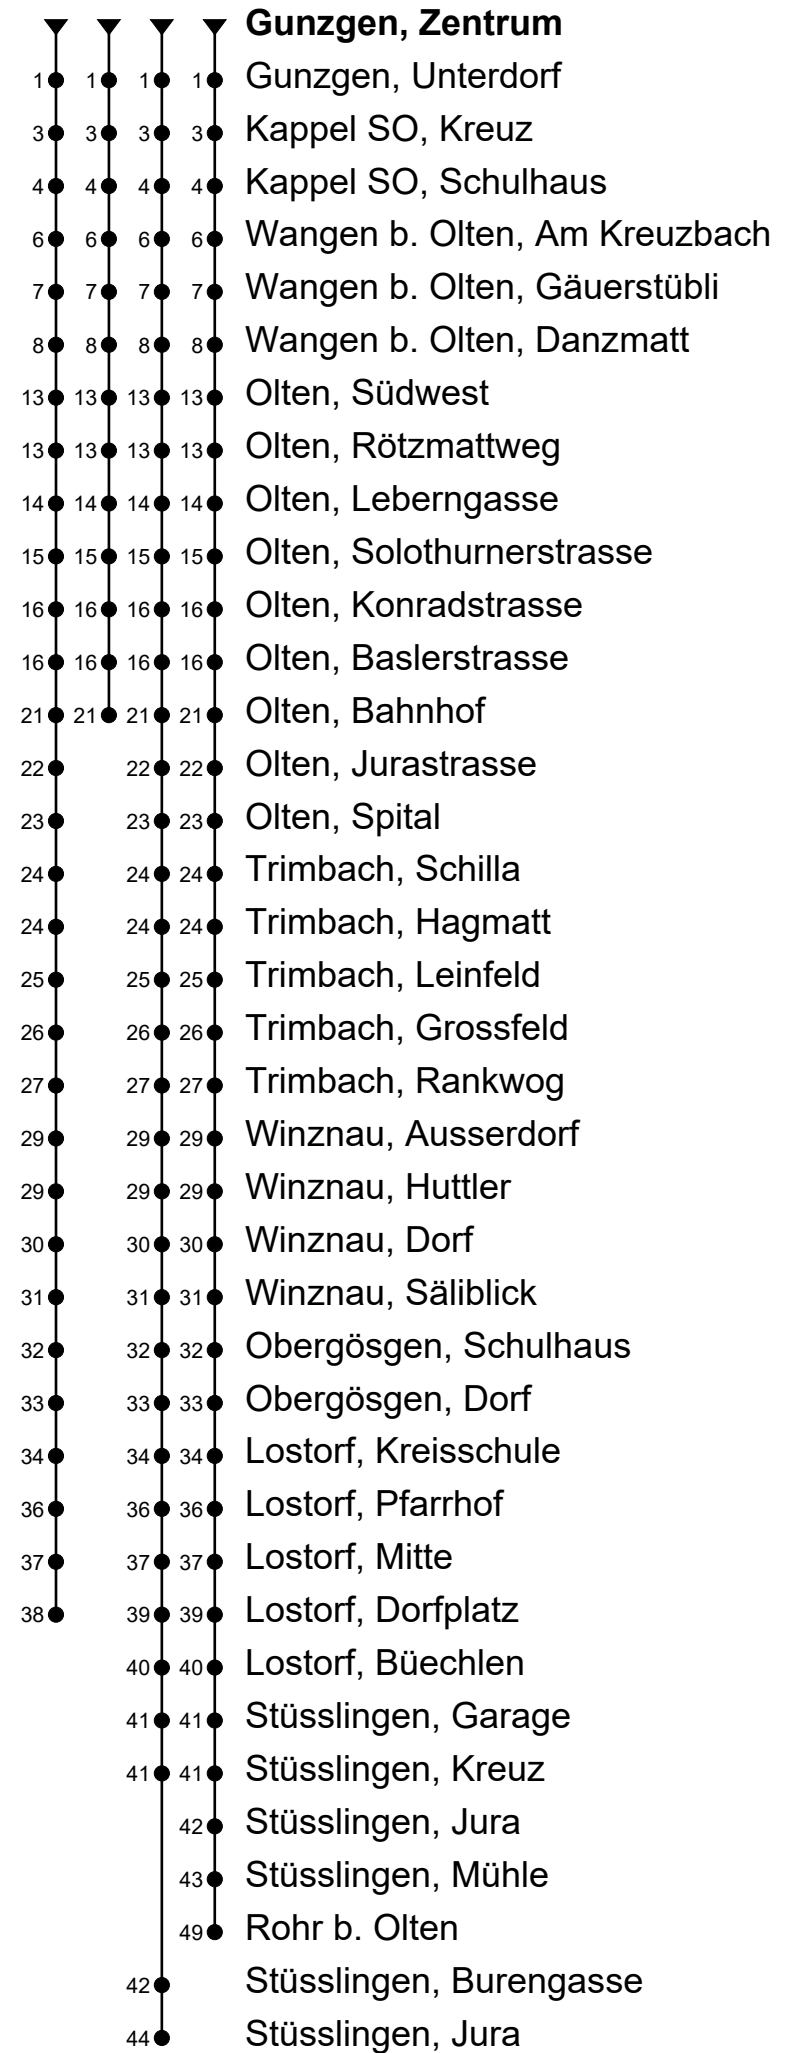 Gunzgen, Zentrum
1 1 1 1 Gunzgen, Unterdorf
3 3 3 3 Kappel SO, Kreuz
4 4 4 4 Kappel SO, Schulhaus
6 6 6 6 Wangen b. Olten, Am Kreuzbach
7 7 7 7 Wangen b. Olten, Gäuerstübli
8 8 8 8 Wangen b. Olten, Danzmatt
13 13 13 13 Olten, Südwest
13 13 13 13 Olten, Rötzmattweg
14 14 14 14 Olten, Leberngasse
15 15 15 15 Olten, Solothurnerstrasse
16 16 16 16 Olten, Konradstrasse
16 16 16 16 Olten, Baslerstrasse
21 21 21 21 Olten, Bahnhof
22 22 22 Olten, Jurastrasse
23 23 23 Olten, Spital
24 24 24 Trimbach, Schilla
24 24 24 Trimbach, Hagmatt
25 25 25 Trimbach, Leinfeld
26 26 26 Trimbach, Grossfeld
27 27 27 Trimbach, Rankwog
29 29 29 Winznau, Ausserdorf
29 29 29 Winznau, Huttler
30 30 30 Winznau, Dorf
31 31 31 Winznau, Säliblick
32 32 32 Obergösgen, Schulhaus
33 33 33 Obergösgen, Dorf
34 34 34 Lostorf, Kreisschule
36 36 36 Lostorf, Pfarrhof
37 37 37 Lostorf, Mitte
38 39 39 Lostorf, Dorfplatz
40 40 Lostorf, Büechlen
41 41 Stüsslingen, Garage
41 41 Stüsslingen, Kreuz
42 Stüsslingen, Jura
43 Stüsslingen, Mühle
49 Rohr b. Olten
42 Stüsslingen, Burengasse
44 Stüsslingen, Jura